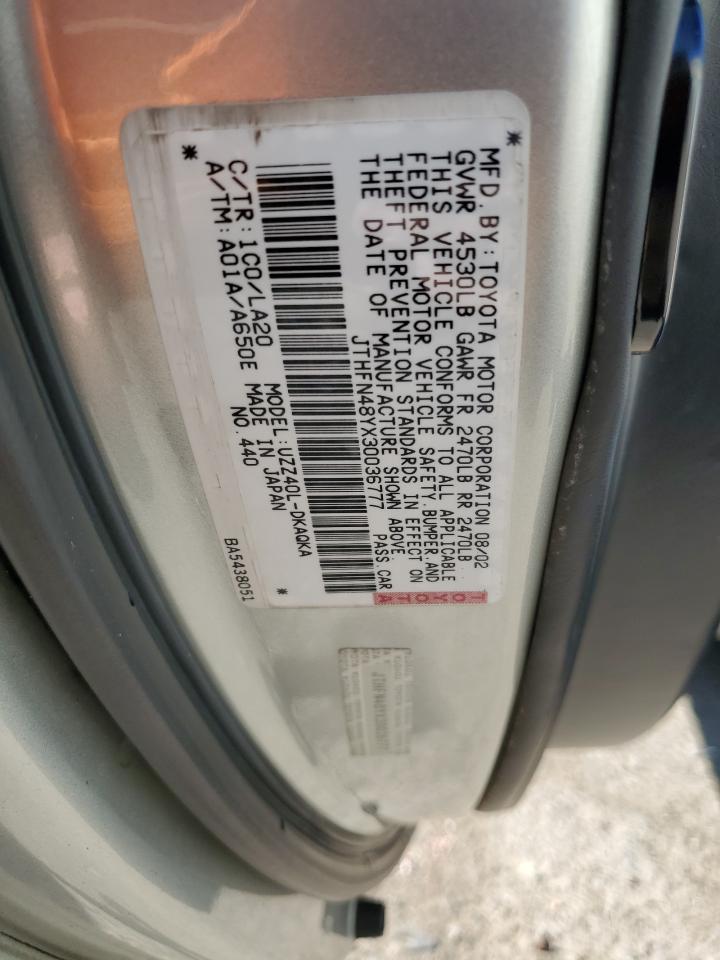 MFD. BY: TOYOTA MOTOR CORPORATION 08/02
GVWR 4530LB GAWR FR 2470LB RR 2470LB
THIS VEHICLE CONFORMS TO ALL APPLICABLE
FEDERAL MOTOR VEHICLE SAFETY, BUMPER, AND
THEFT PREVENTION STANDARDS IN EFFECT ON
THE DATE OF MANUFACTURE SHOWN ABOVE.
JTHFN48YX30036777 PASS.CAR
TOYOTA
C/TR: 1C0/LA20 MODEL: UZZ40L-DKAQKA
A/TM: A01A/A650E MADE IN JAPAN
NO. 440
BA5438051
JTHFN48YX30036777